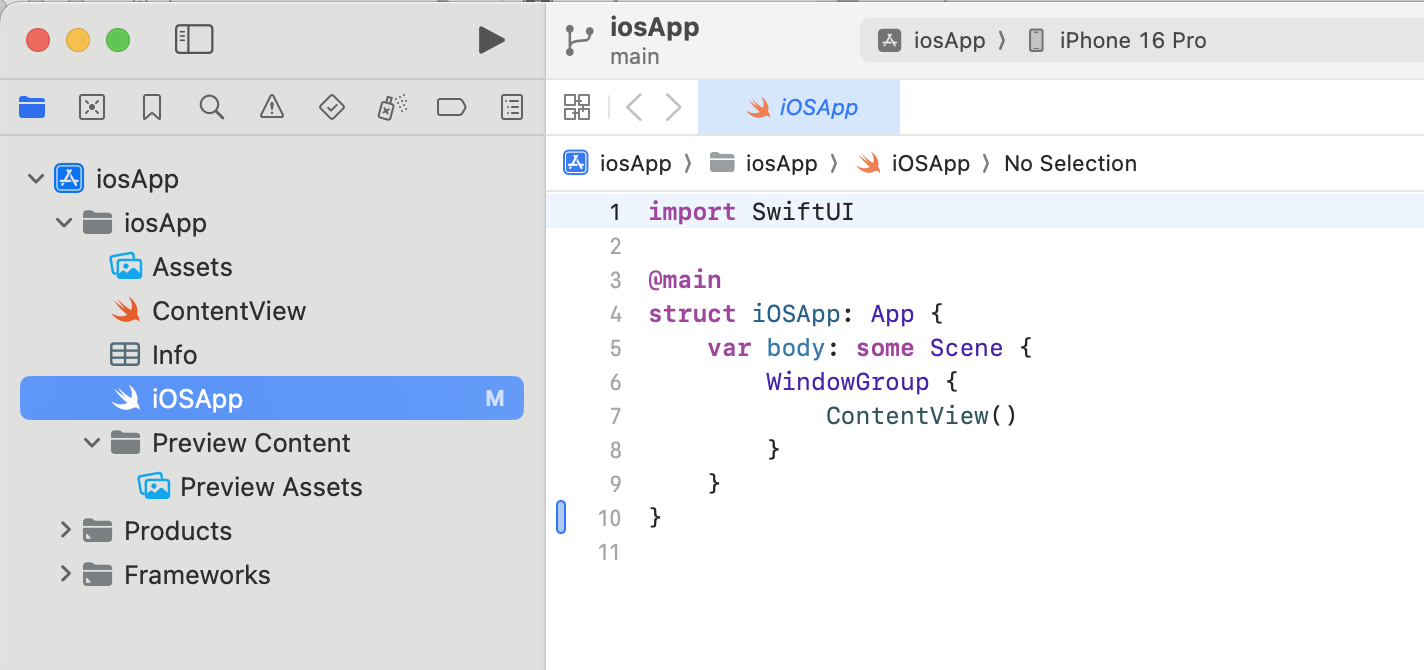 iosApp
main
iosApp 〉 iPhone 16 Pro
iOSApp
iosApp 〉 iosApp 〉 iOSApp 〉 No Selection
iosApp
iosApp
Assets
ContentView
Info
iOSApp M
Preview Content
Preview Assets
Products
Frameworks
1 import SwiftUI
2
3 @main
4 struct iOSApp: App {
5     var body: some Scene {
6         WindowGroup {
7             ContentView()
8         }
9     }
10 }
11